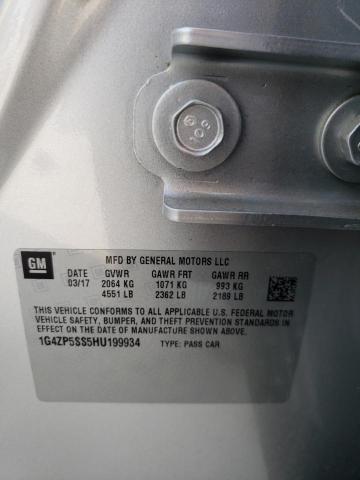 109
GM
MFD BY GENERAL MOTORS LLC
DATE GVWR GAWR FRT GAWR RR
03/17 2064 KG 1071 KG 993 KG
4551 LB 2362 LB 2189 LB
THIS VEHICLE CONFORMS TO ALL APPLICABLE U.S. FEDERAL MOTOR
VEHICLE SAFETY, BUMPER, AND THEFT PREVENTION STANDARDS
IN EFFECT ON THE DATE OF MANUFACTURE SHOWN ABOVE.
1G4ZP5SS5HU199934 TYPE: PASS CAR